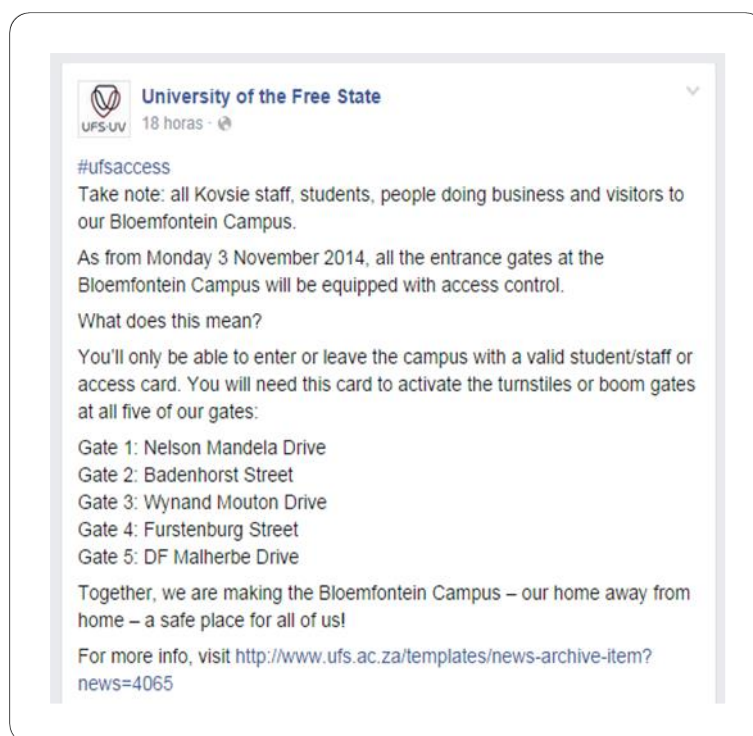 University of the Free State
UFS·UV
18 horas ·
#ufsaccess
Take note: all Kovsie staff, students, people doing business and visitors to
our Bloemfontein Campus.
As from Monday 3 November 2014, all the entrance gates at the
Bloemfontein Campus will be equipped with access control.
What does this mean?
You'll only be able to enter or leave the campus with a valid student/staff or
access card. You will need this card to activate the turnstiles or boom gates
at all five of our gates:
Gate 1: Nelson Mandela Drive
Gate 2: Badenhorst Street
Gate 3: Wynand Mouton Drive
Gate 4: Furstenburg Street
Gate 5: DF Malherbe Drive
Together, we are making the Bloemfontein Campus – our home away from
home – a safe place for all of us!
For more info, visit http://www.ufs.ac.za/templates/news-archive-item?
news=4065